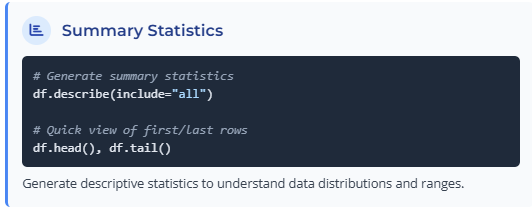 Summary Statistics
# Generate summary statistics
df.describe(include="all")
# Quick view of first/last rows
df.head(), df.tail()
Generate descriptive statistics to understand data distributions and ranges.